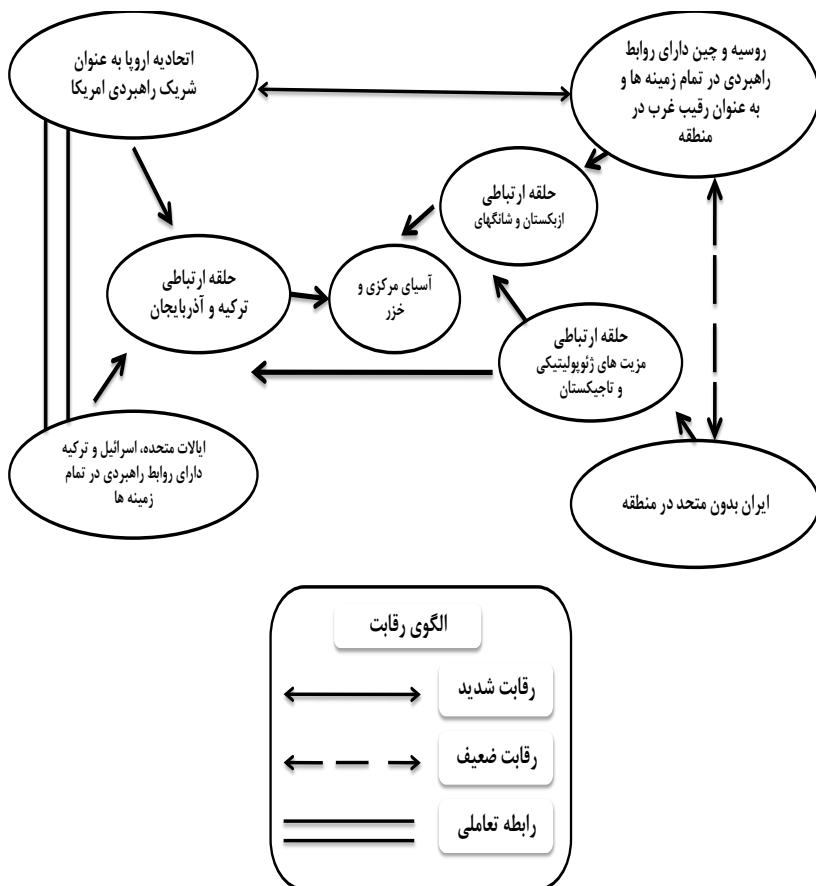 روسیه و چین دارای روابط
راهبردی در تمام زمینه ها و
به عنوان رقیب غرب در
منطقه
اتحادیه اروپا به عنوان
شریک راهبردی امریکا
حلقه ارتباطی
ازبکستان و شانگهای
آسیای مرکزی و
خزر
حلقه ارتباطی
ترکیه و آذربایجان
حلقه ارتباطی
مزیت های ژئوپولیتیکی
و تاجیکستان
ایالات متحده، اسرائیل و ترکیه
دارای روابط راهبردی در تمام
زمینه ها
ایران بدون متحد در منطقه
الگوی رقابت
رقابت شدید
رقابت ضعیف
رابطه تعاملی